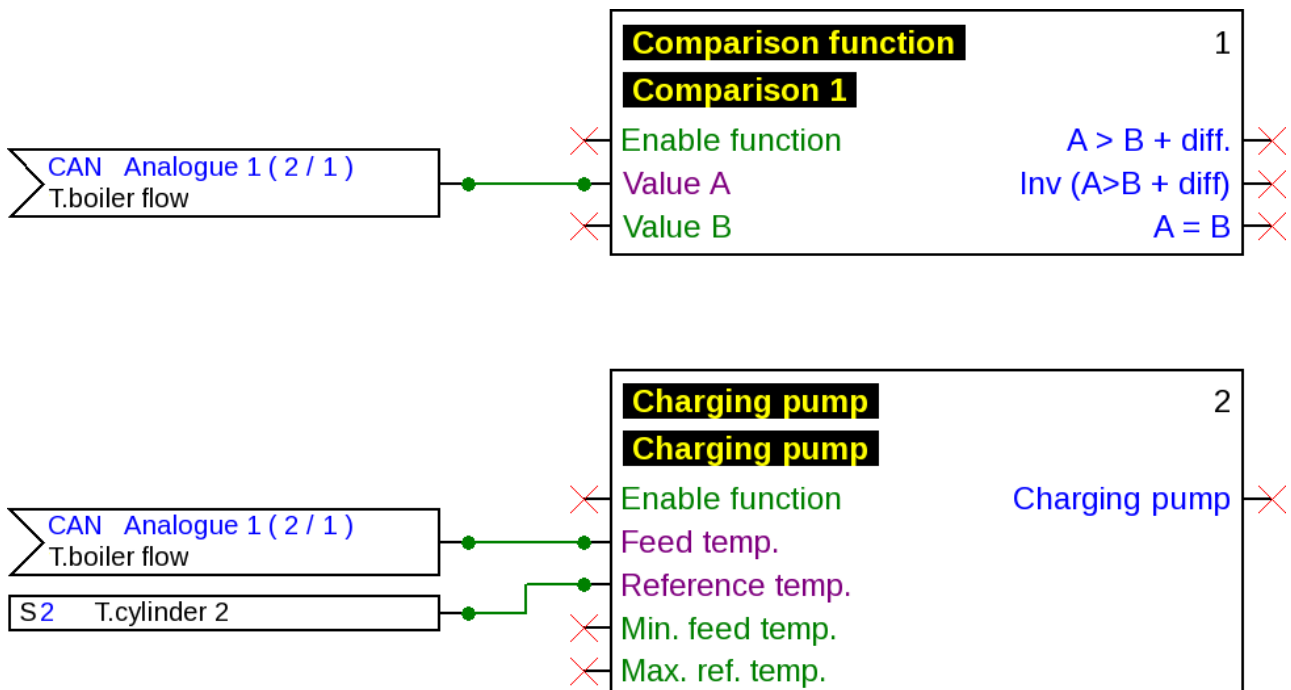 Comparison function 1
Comparison 1
Enable function A > B + diff.
CAN Analogue 1 ( 2 / 1 )
T.boiler flow
Value A Inv (A>B + diff)
Value B A = B
Charging pump 2
Charging pump
Enable function Charging pump
CAN Analogue 1 ( 2 / 1 )
T.boiler flow
Feed temp.
Reference temp.
S2 T.cylinder 2
Min. feed temp.
Max. ref. temp.